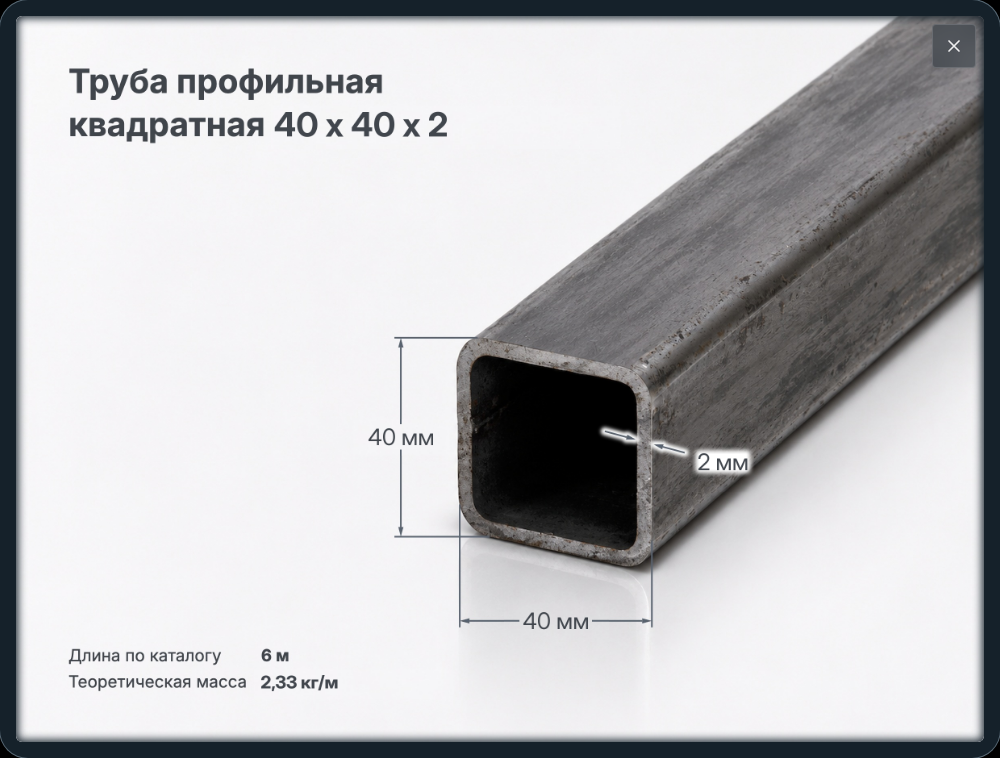 Труба профильная
квадратная 40 x 40 x 2
40 мм
2 мм
40 мм
Длина по каталогу 6 м
Теоретическая масса 2,33 кг/м